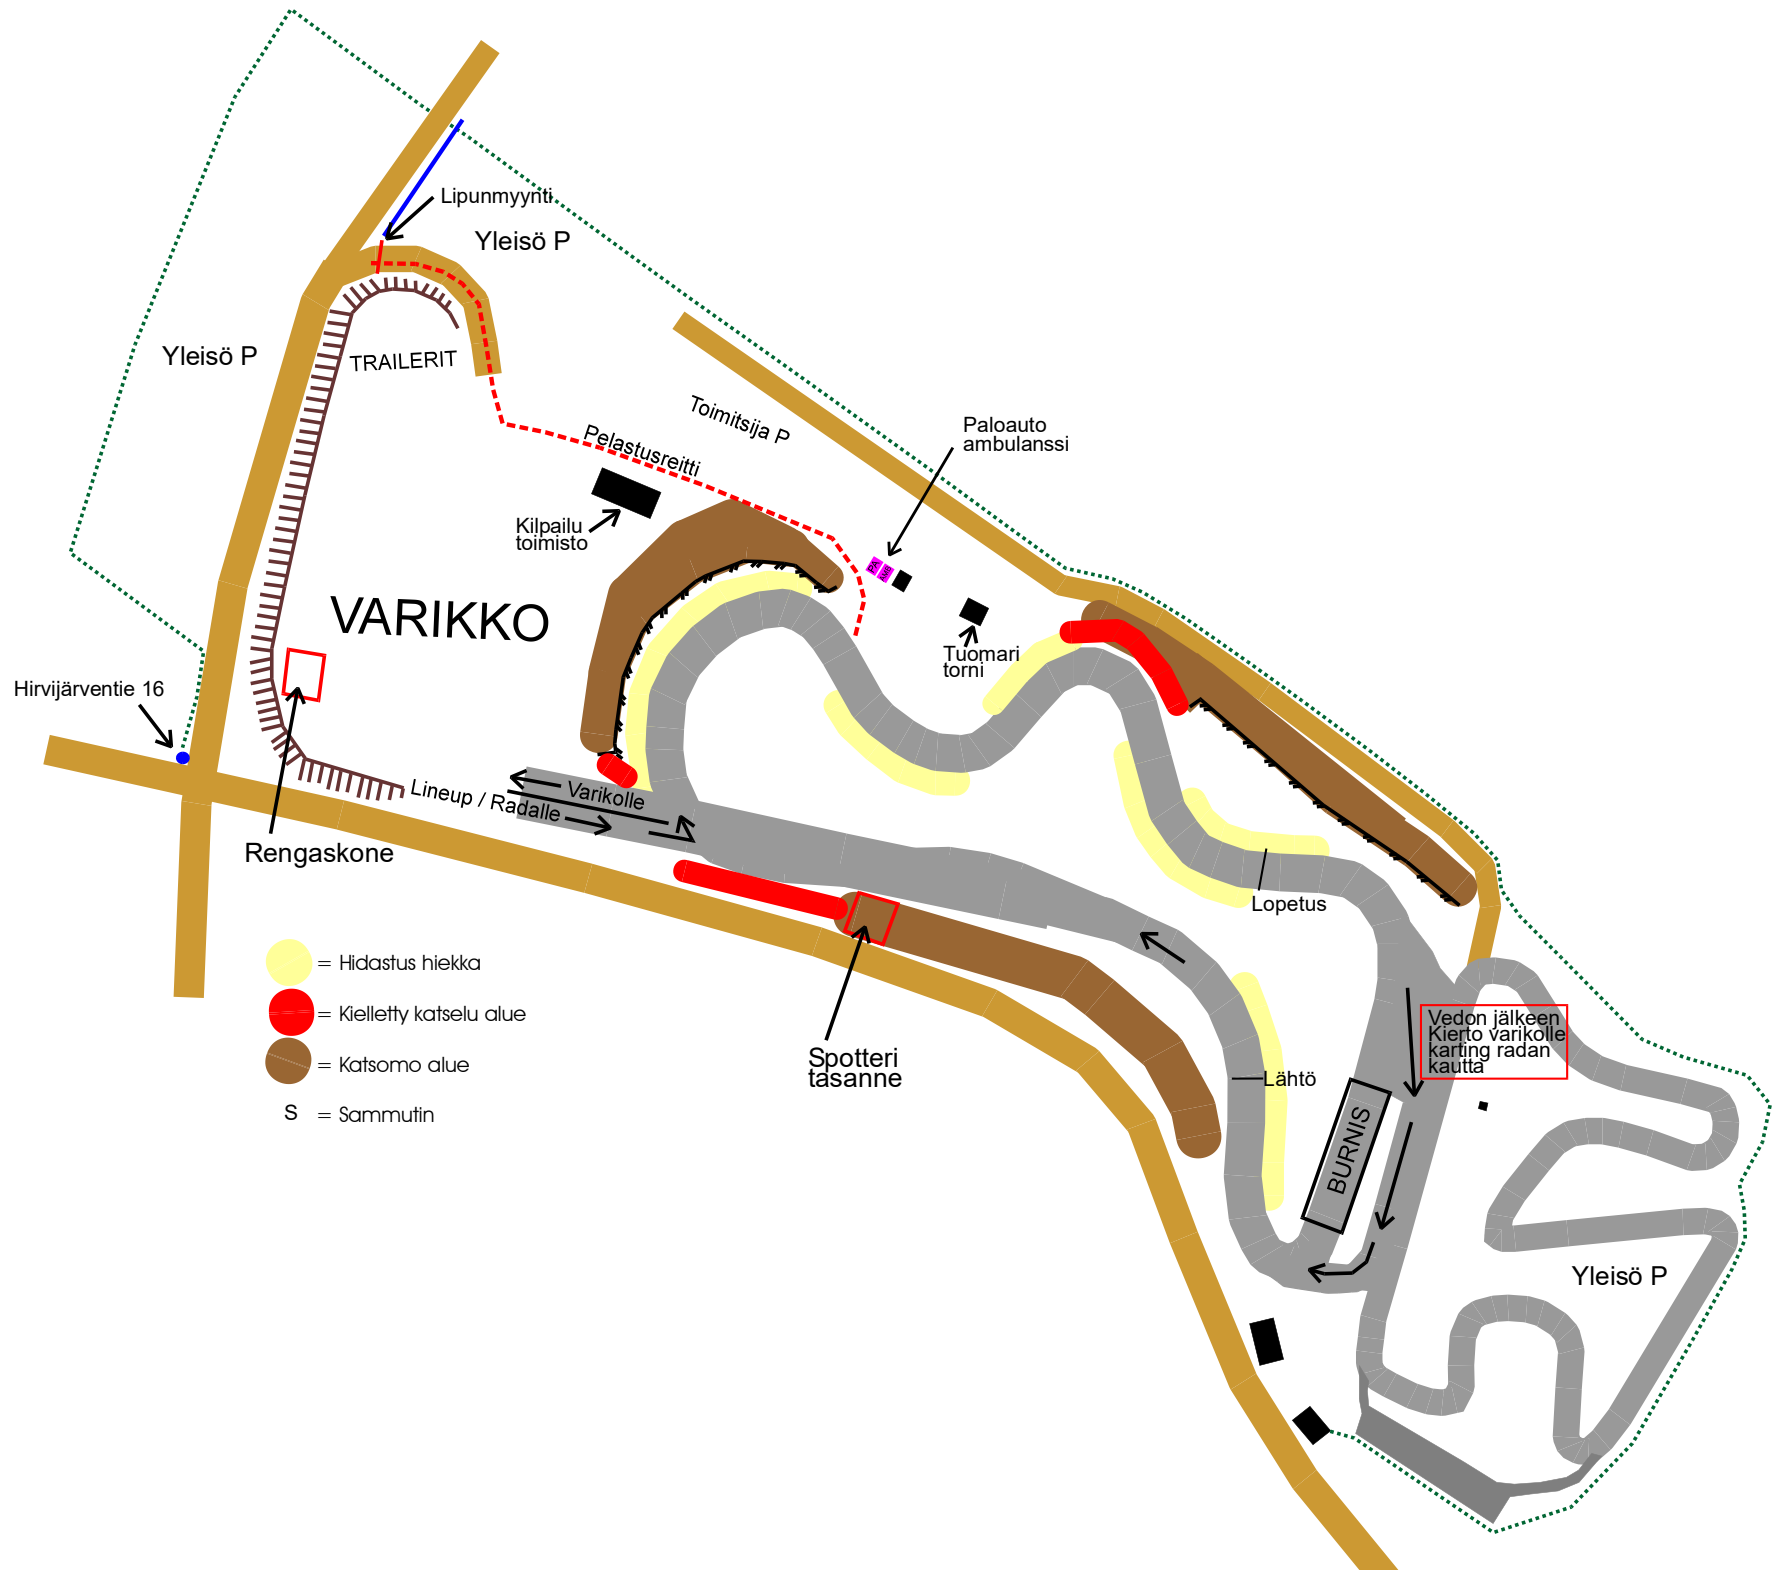 Lipunmyynti
Yleisö P
Yleisö P
TRAILERIT
Toimitsija P
Paloauto
ambulanssi
Pelastusreitti
Kilpailu
toimisto
PA
VARIKKO
Tuomari
torni
Hirvijärventie 16
Lineup / Radalle
Varikolle
Rengaskone
Lopetus
= Hidastus hiekka
= Kielletty katselu alue
= Katsomo alue
S = Sammutin
Spotteri
tasanne
Vedon jälkeen
Kierto varikolle
karting radan
kautta
Lähtö
BURNIS
Yleisö P